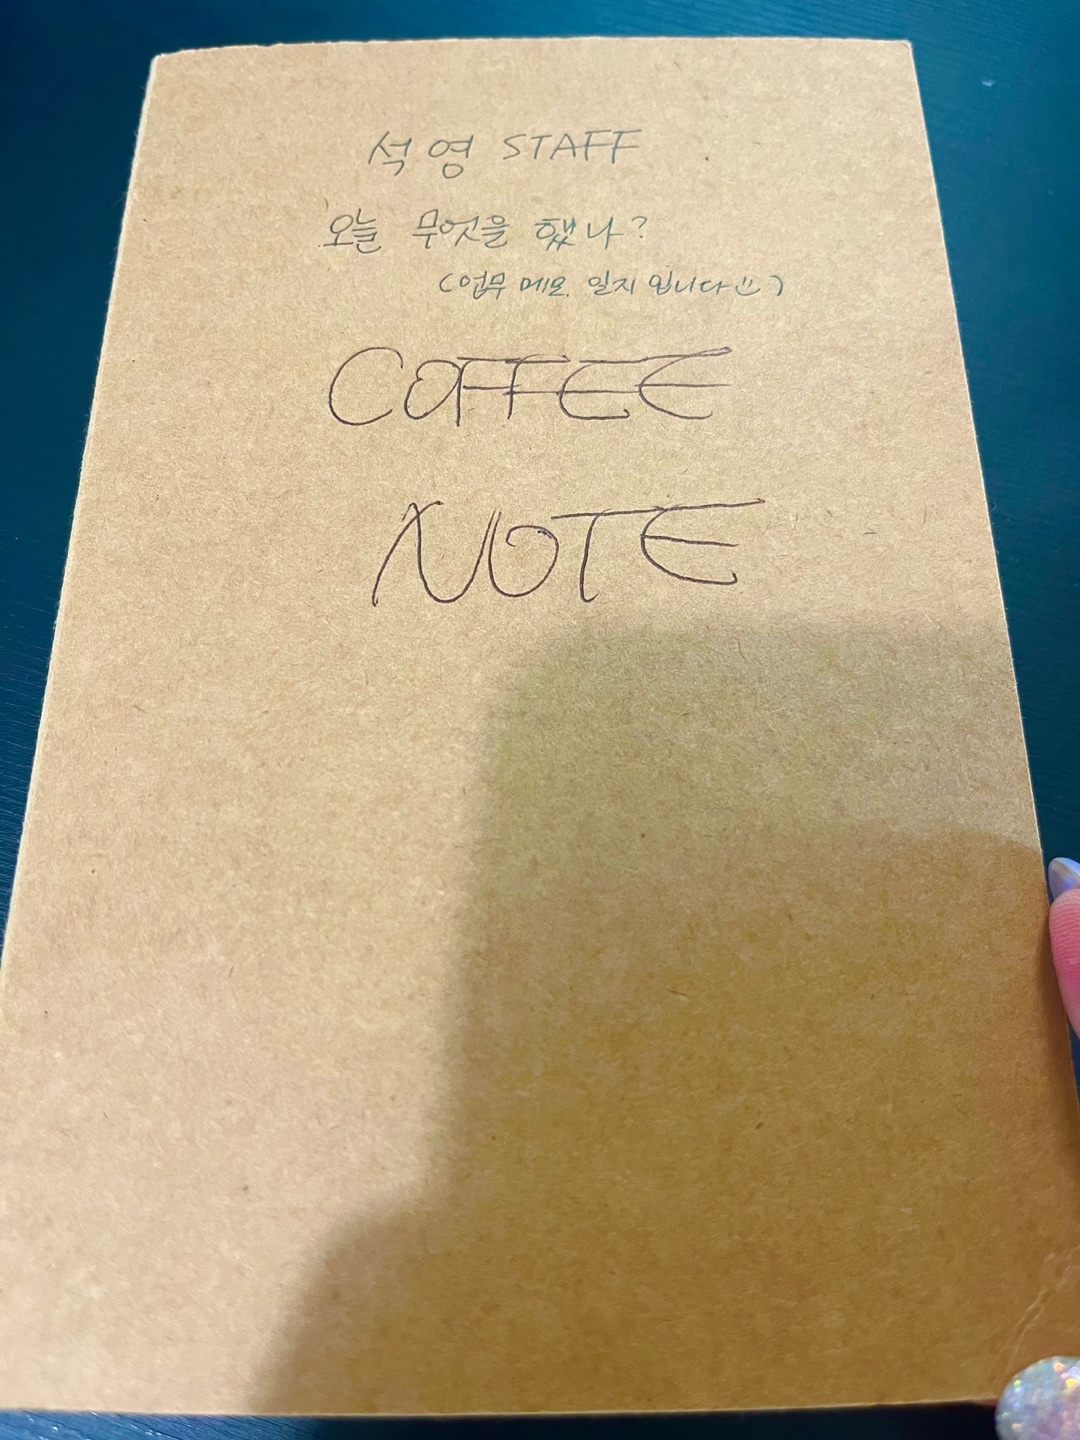 석영 STAFF
오늘 무엇을 했나?
(업무 메모. 일지 입니다 ü)
COFFEE
NOTE